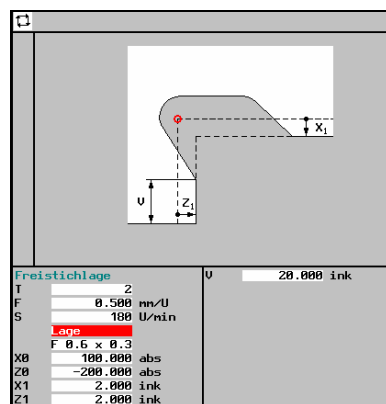 X1
V
Z1
Freistichlage
T 2
F 0.500 mm/U
S 180 U/min
Lage
F 0.6 x 0.3
X0 100.000 abs
Z0 -200.000 abs
X1 2.000 ink
Z1 2.000 ink
V 20.000 ink